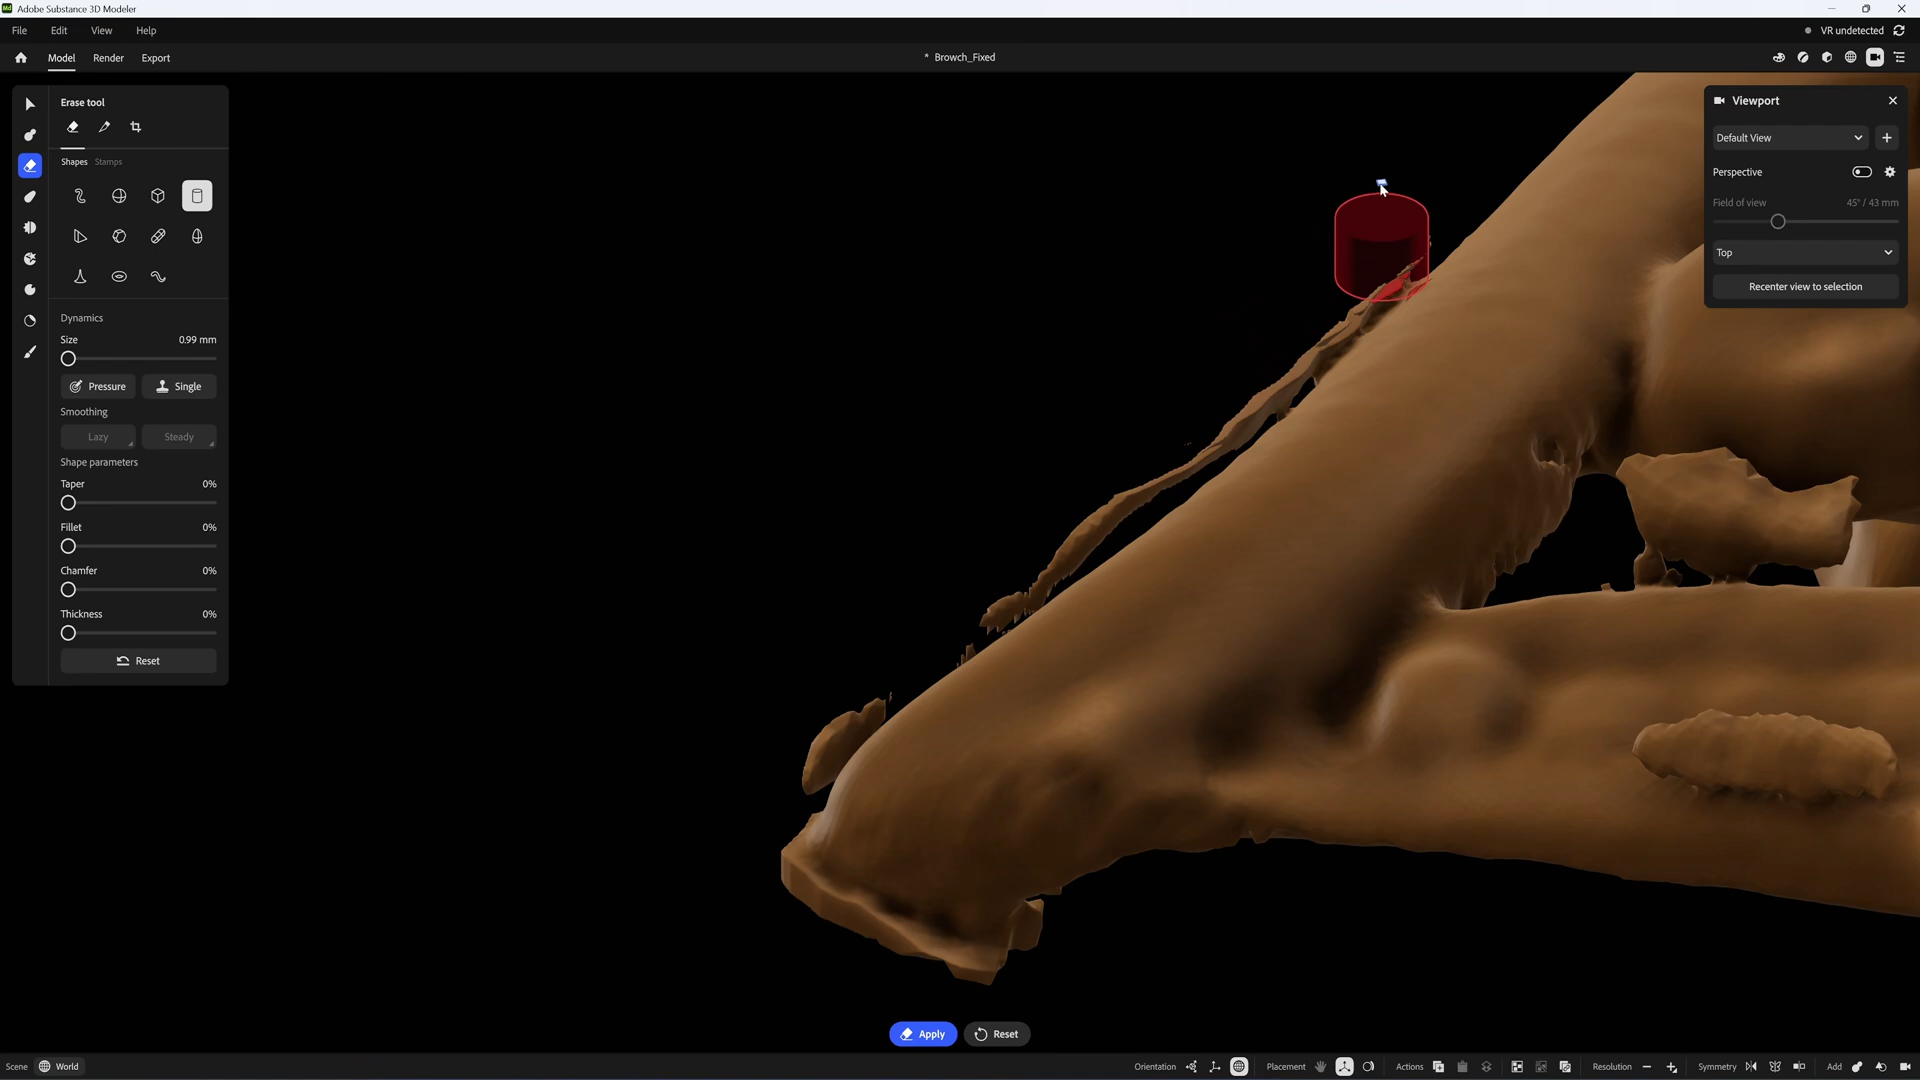 Adobe Substance 3D Modeler
File Edit View Help
VR undetected
Model Render Export
* Browch_Fixed
Erase tool
Shapes Stamps
Dynamics
Size 0.99 mm
Pressure Single
Smoothing
Lazy Steady
Shape parameters
Taper 0%
Fillet 0%
Chamfer 0%
Thickness 0%
Reset
Viewport
Default View
Perspective
Field of view 45° / 43 mm
Top
Recenter view to selection
Apply Reset
Scene World Orientation Placement Actions Resolution Symmetry Add